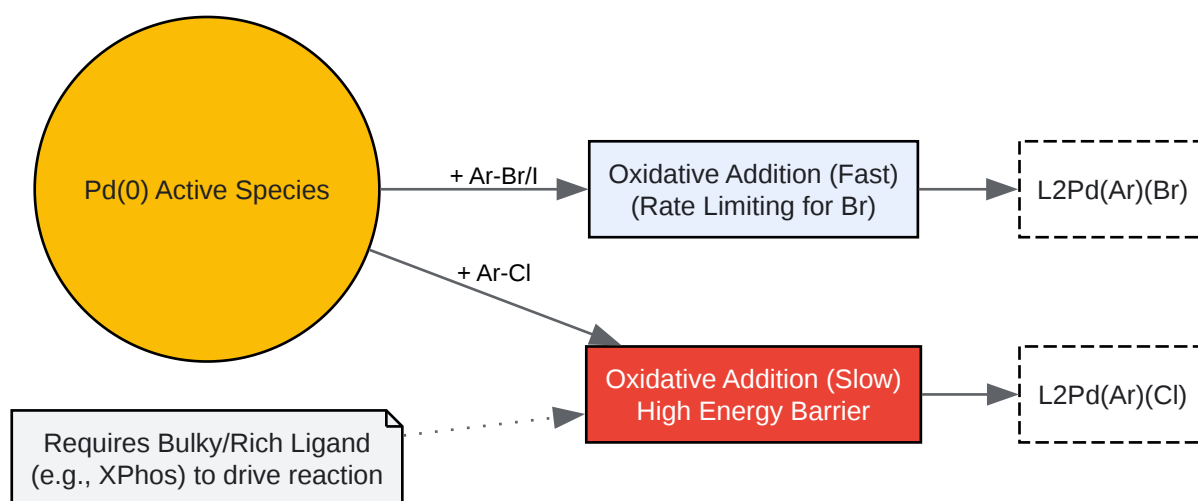 Pd(0) Active Species
+ Ar-Br/I
Oxidative Addition (Fast)
(Rate Limiting for Br)
L2Pd(Ar)(Br)
+ Ar-Cl
Oxidative Addition (Slow)
High Energy Barrier
L2Pd(Ar)(Cl)
Requires Bulky/Rich Ligand
(e.g., XPhos) to drive reaction